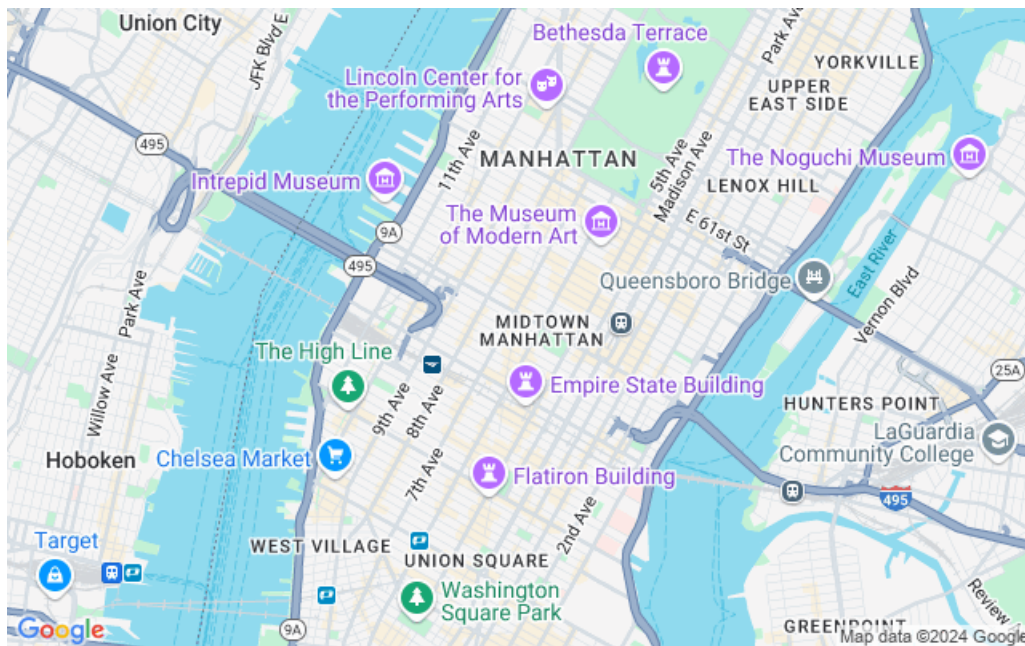 Union City
JFK Blvd E
Bethesda Terrace
Park Ave
YORKVILLE
Lincoln Center for
the Performing Arts
UPPER
EAST SIDE
495
11th Ave
MANHATTAN
5th Ave
Madison Ave
The Noguchi Museum
Intrepid Museum
LENOX HILL
The Museum
of Modern Art
E 61st St
9A
495
Queensboro Bridge
East River
Vernon Blvd
Park Ave
MIDTOWN
MANHATTAN
The High Line
Willow Ave
9th Ave
8th Ave
Empire State Building
25A
HUNTERS POINT
Hoboken
Chelsea Market
7th Ave
Flatiron Building
LaGuardia
Community College
495
2nd Ave
Target
WEST VILLAGE
UNION SQUARE
Washington
Square Park
Review
9A
GREENPOINT
Google
Map data ©2024 Google